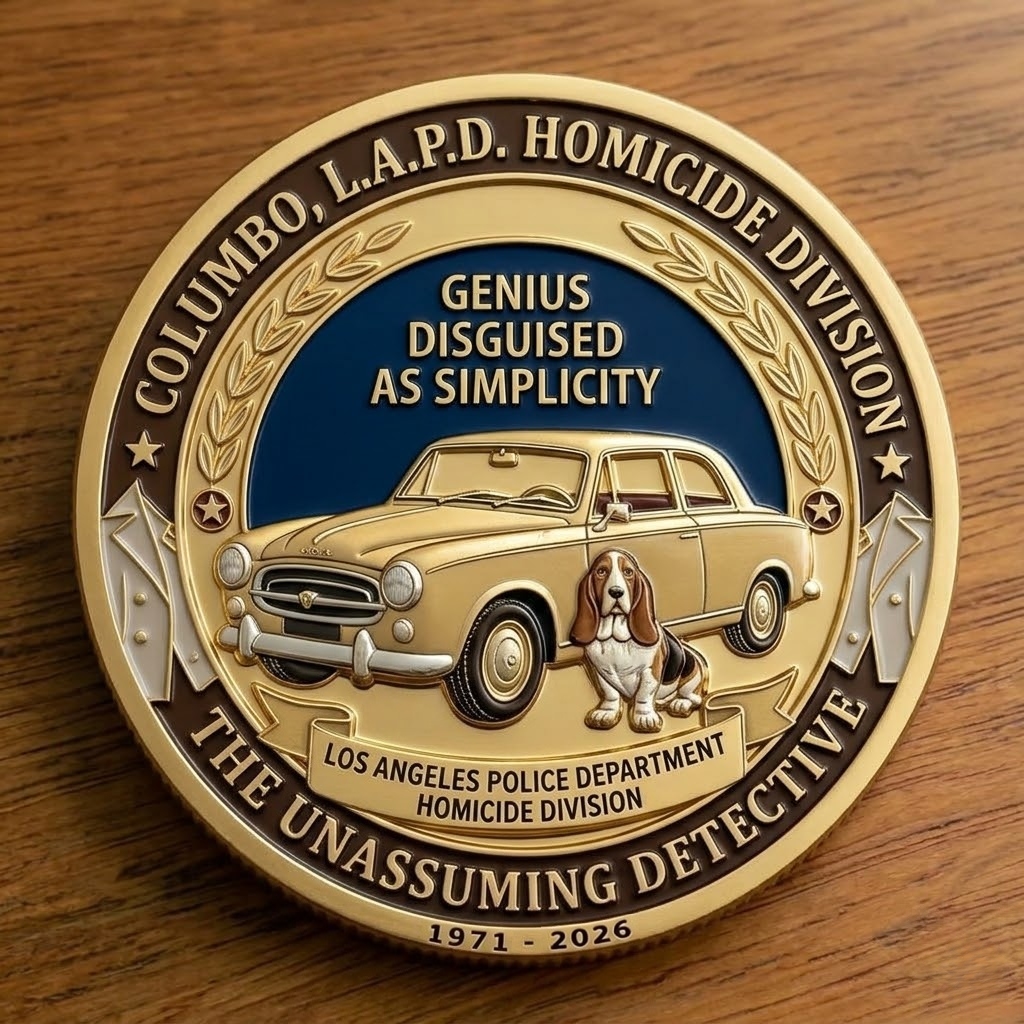 COLUMBO, L.A.P.D. HOMICIDE DIVISION
GENIUS
DISGUISED
AS SIMPLICITY
LOS ANGELES POLICE DEPARTMENT
HOMICIDE DIVISION
THE UNASSUMING DETECTIVE
1971 - 2026